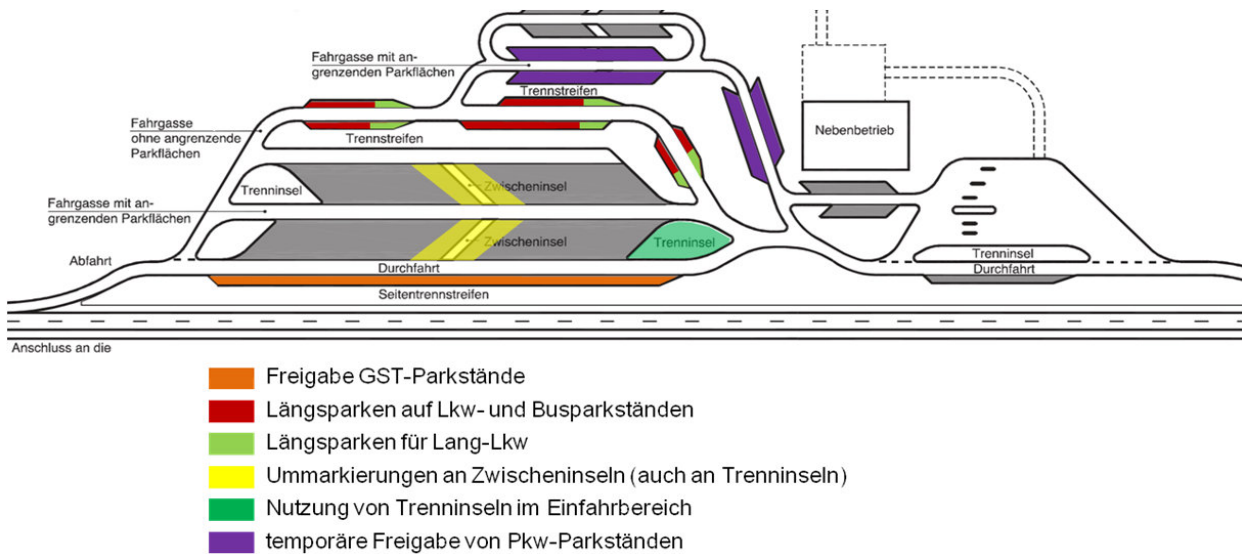 Fahrgasse mit an-
grenzenden Parkflächen
Trennstreifen
Fahrgasse
ohne angrenzende
Parkflächen
Trennstreifen
Nebenbetrieb
Trenninsel
Zwischeninsel
Fahrgasse mit an-
grenzenden Parkflächen
Zwischeninsel
Trenninsel
Trenninsel
Abfahrt
Durchfahrt
Durchfahrt
Seitentrennstreifen
Anschluss an die
Freigabe GST-Parkstände
Längsparken auf Lkw- und Busparkständen
Längsparken für Lang-Lkw
Ummarkierungen an Zwischeninseln (auch an Trenninseln)
Nutzung von Trenninseln im Einfahrbereich
temporäre Freigabe von Pkw-Parkständen